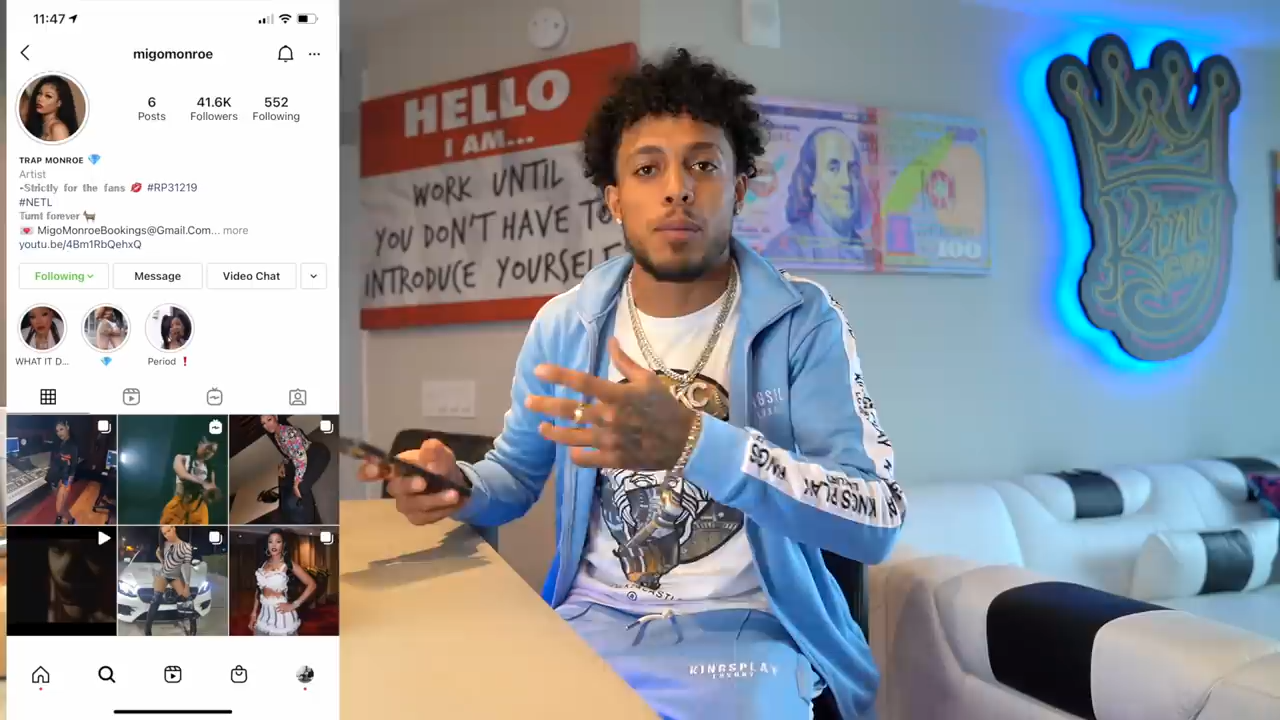 11:47
migomonroe
6
41.6K
552
Posts
Followers
Following
TRAP MONROE 💎
Artist
-Strictly for the fans 💋 #RP31219
#NETL
Turnt forever 🐐
💌 MigoMonroeBookings@Gmail.Com... more
youtu.be/4Bm1RbQehxQ
Following
Message
Video Chat
WHAT IT D...
💎
Period ❗
HELLO
I AM...
WORK UNTIL
YOU DON'T HAVE TO
INTRODUCE YOURSELF
100
KINGSPLAY
LUXURY